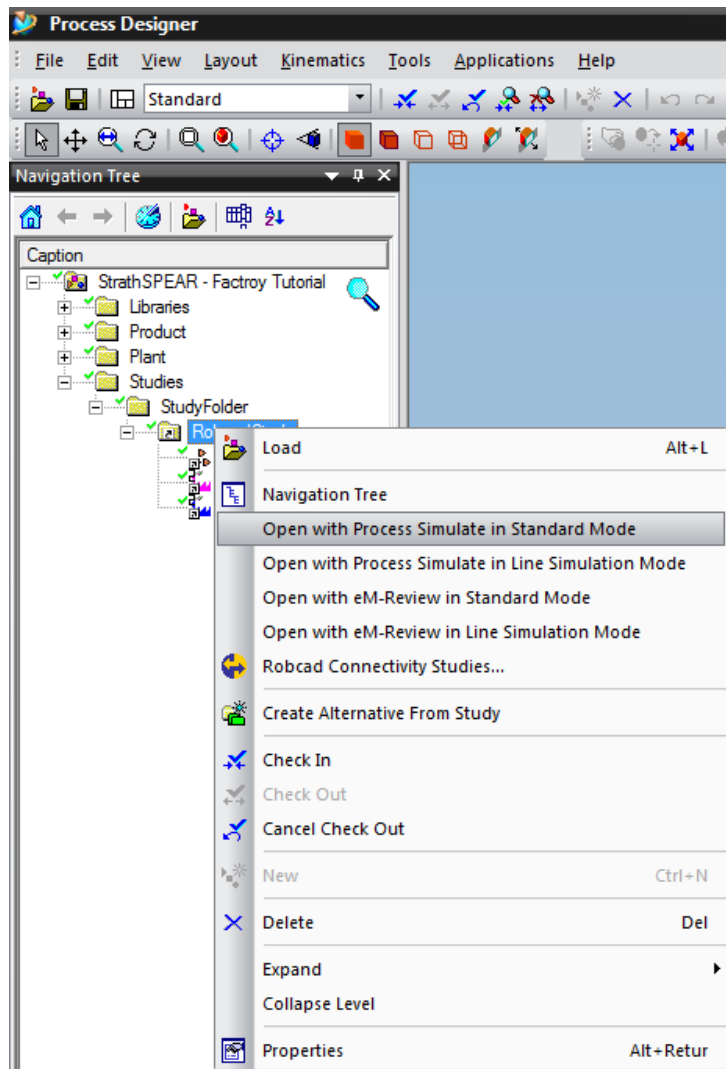 Process Designer
File Edit View Layout Kinematics Tools Applications Help
Standard
Navigation Tree
Caption
StrathSPEAR - Factroy Tutorial
Libraries
Product
Plant
Studies
StudyFolder
Load Alt+L
Navigation Tree
Open with Process Simulate in Standard Mode
Open with Process Simulate in Line Simulation Mode
Open with eM-Review in Standard Mode
Open with eM-Review in Line Simulation Mode
Robcad Connectivity Studies...
Create Alternative From Study
Check In
Check Out
Cancel Check Out
New Ctrl+N
Delete Del
Expand
Collapse Level
Properties Alt+Retur